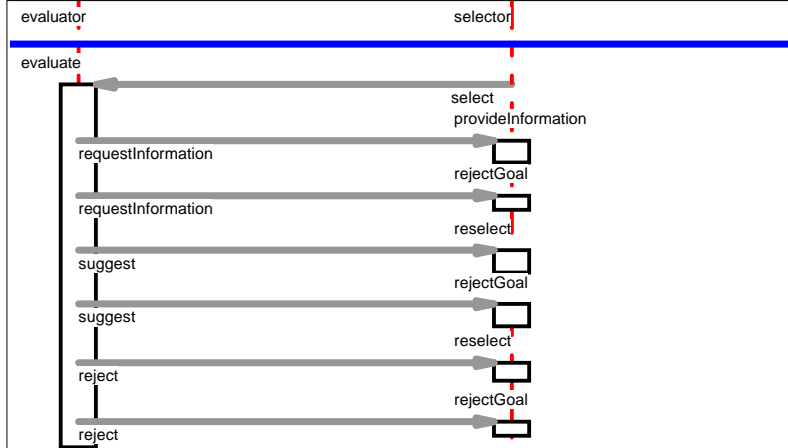 evaluator
selector
evaluate
select
provideInformation
requestInformation
rejectGoal
requestInformation
reselect
suggest
rejectGoal
suggest
reselect
reject
rejectGoal
reject